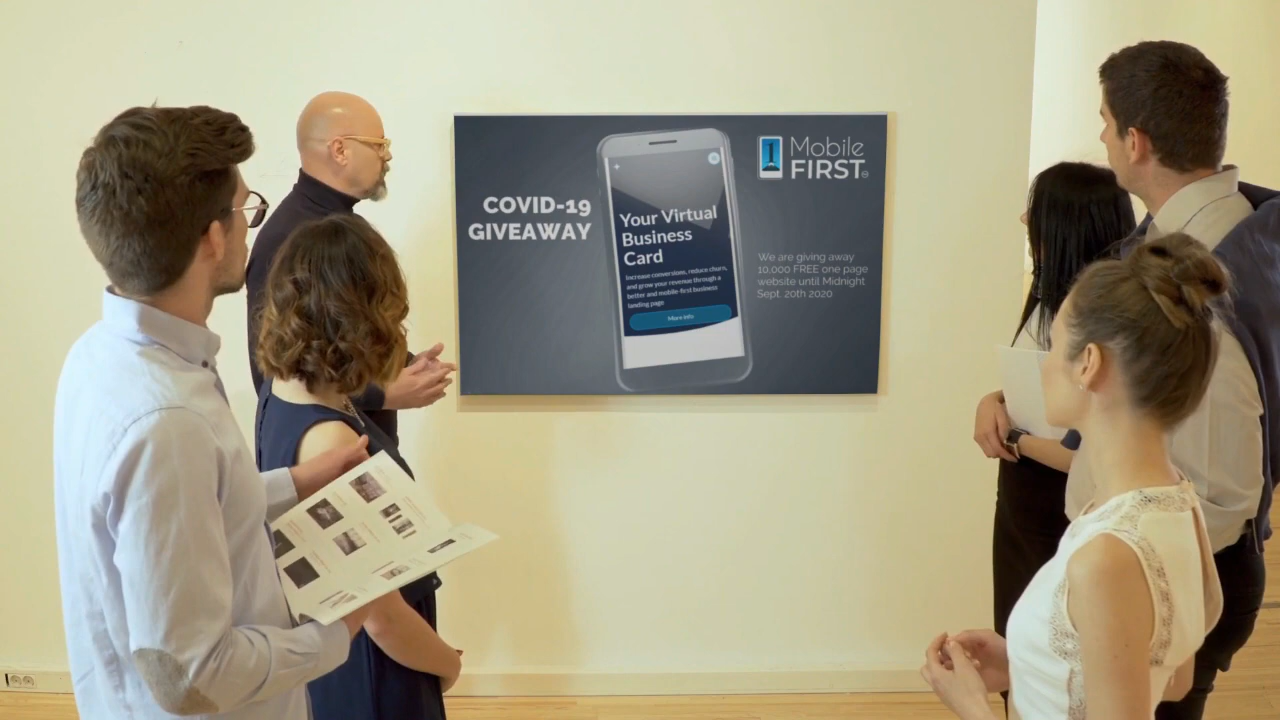 COVID-19
GIVEAWAY
Your Virtual
Business
Card
Increase conversions, reduce churn,
and grow your revenue through a
better and mobile-first business
landing page
More Info
1
Mobile
FIRST
We are giving away
10,000 FREE one page
website until Midnight
Sept. 20th 2020